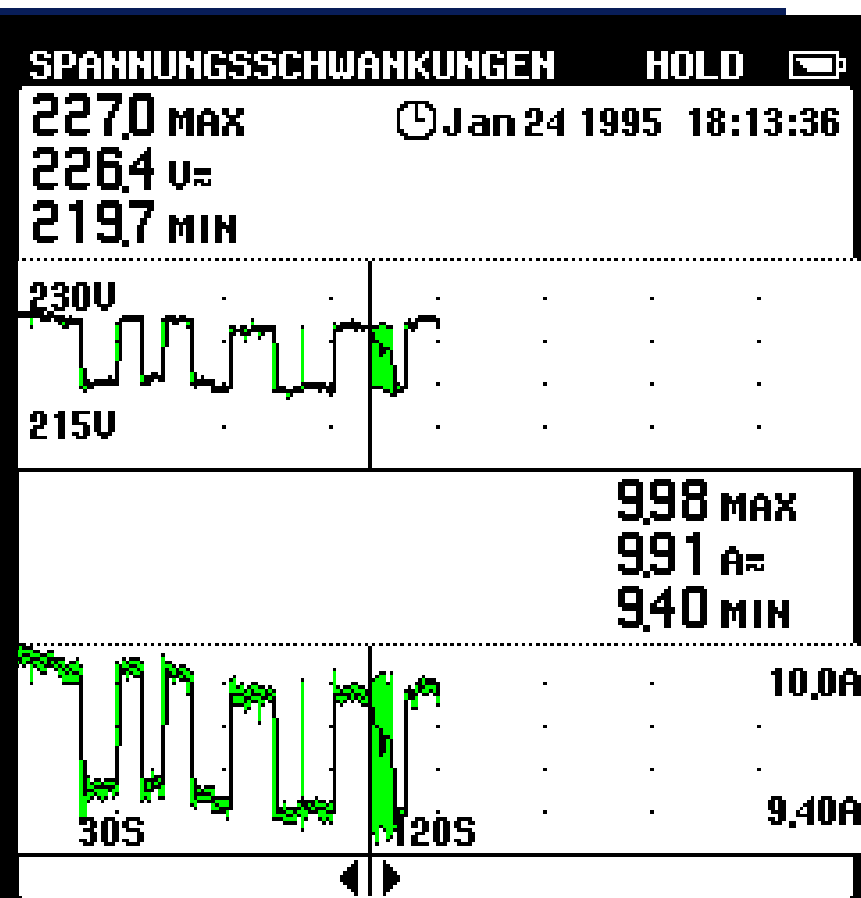 SPANNUNGSSCHWANKUNGEN HOLD
227,0 MAX Jan 24 1995 18:13:36
226,4 V≂
219,7 MIN
230V
215V
9,98 MAX
9,91 A≂
9,40 MIN
10,0A
9,40A
30S 120S